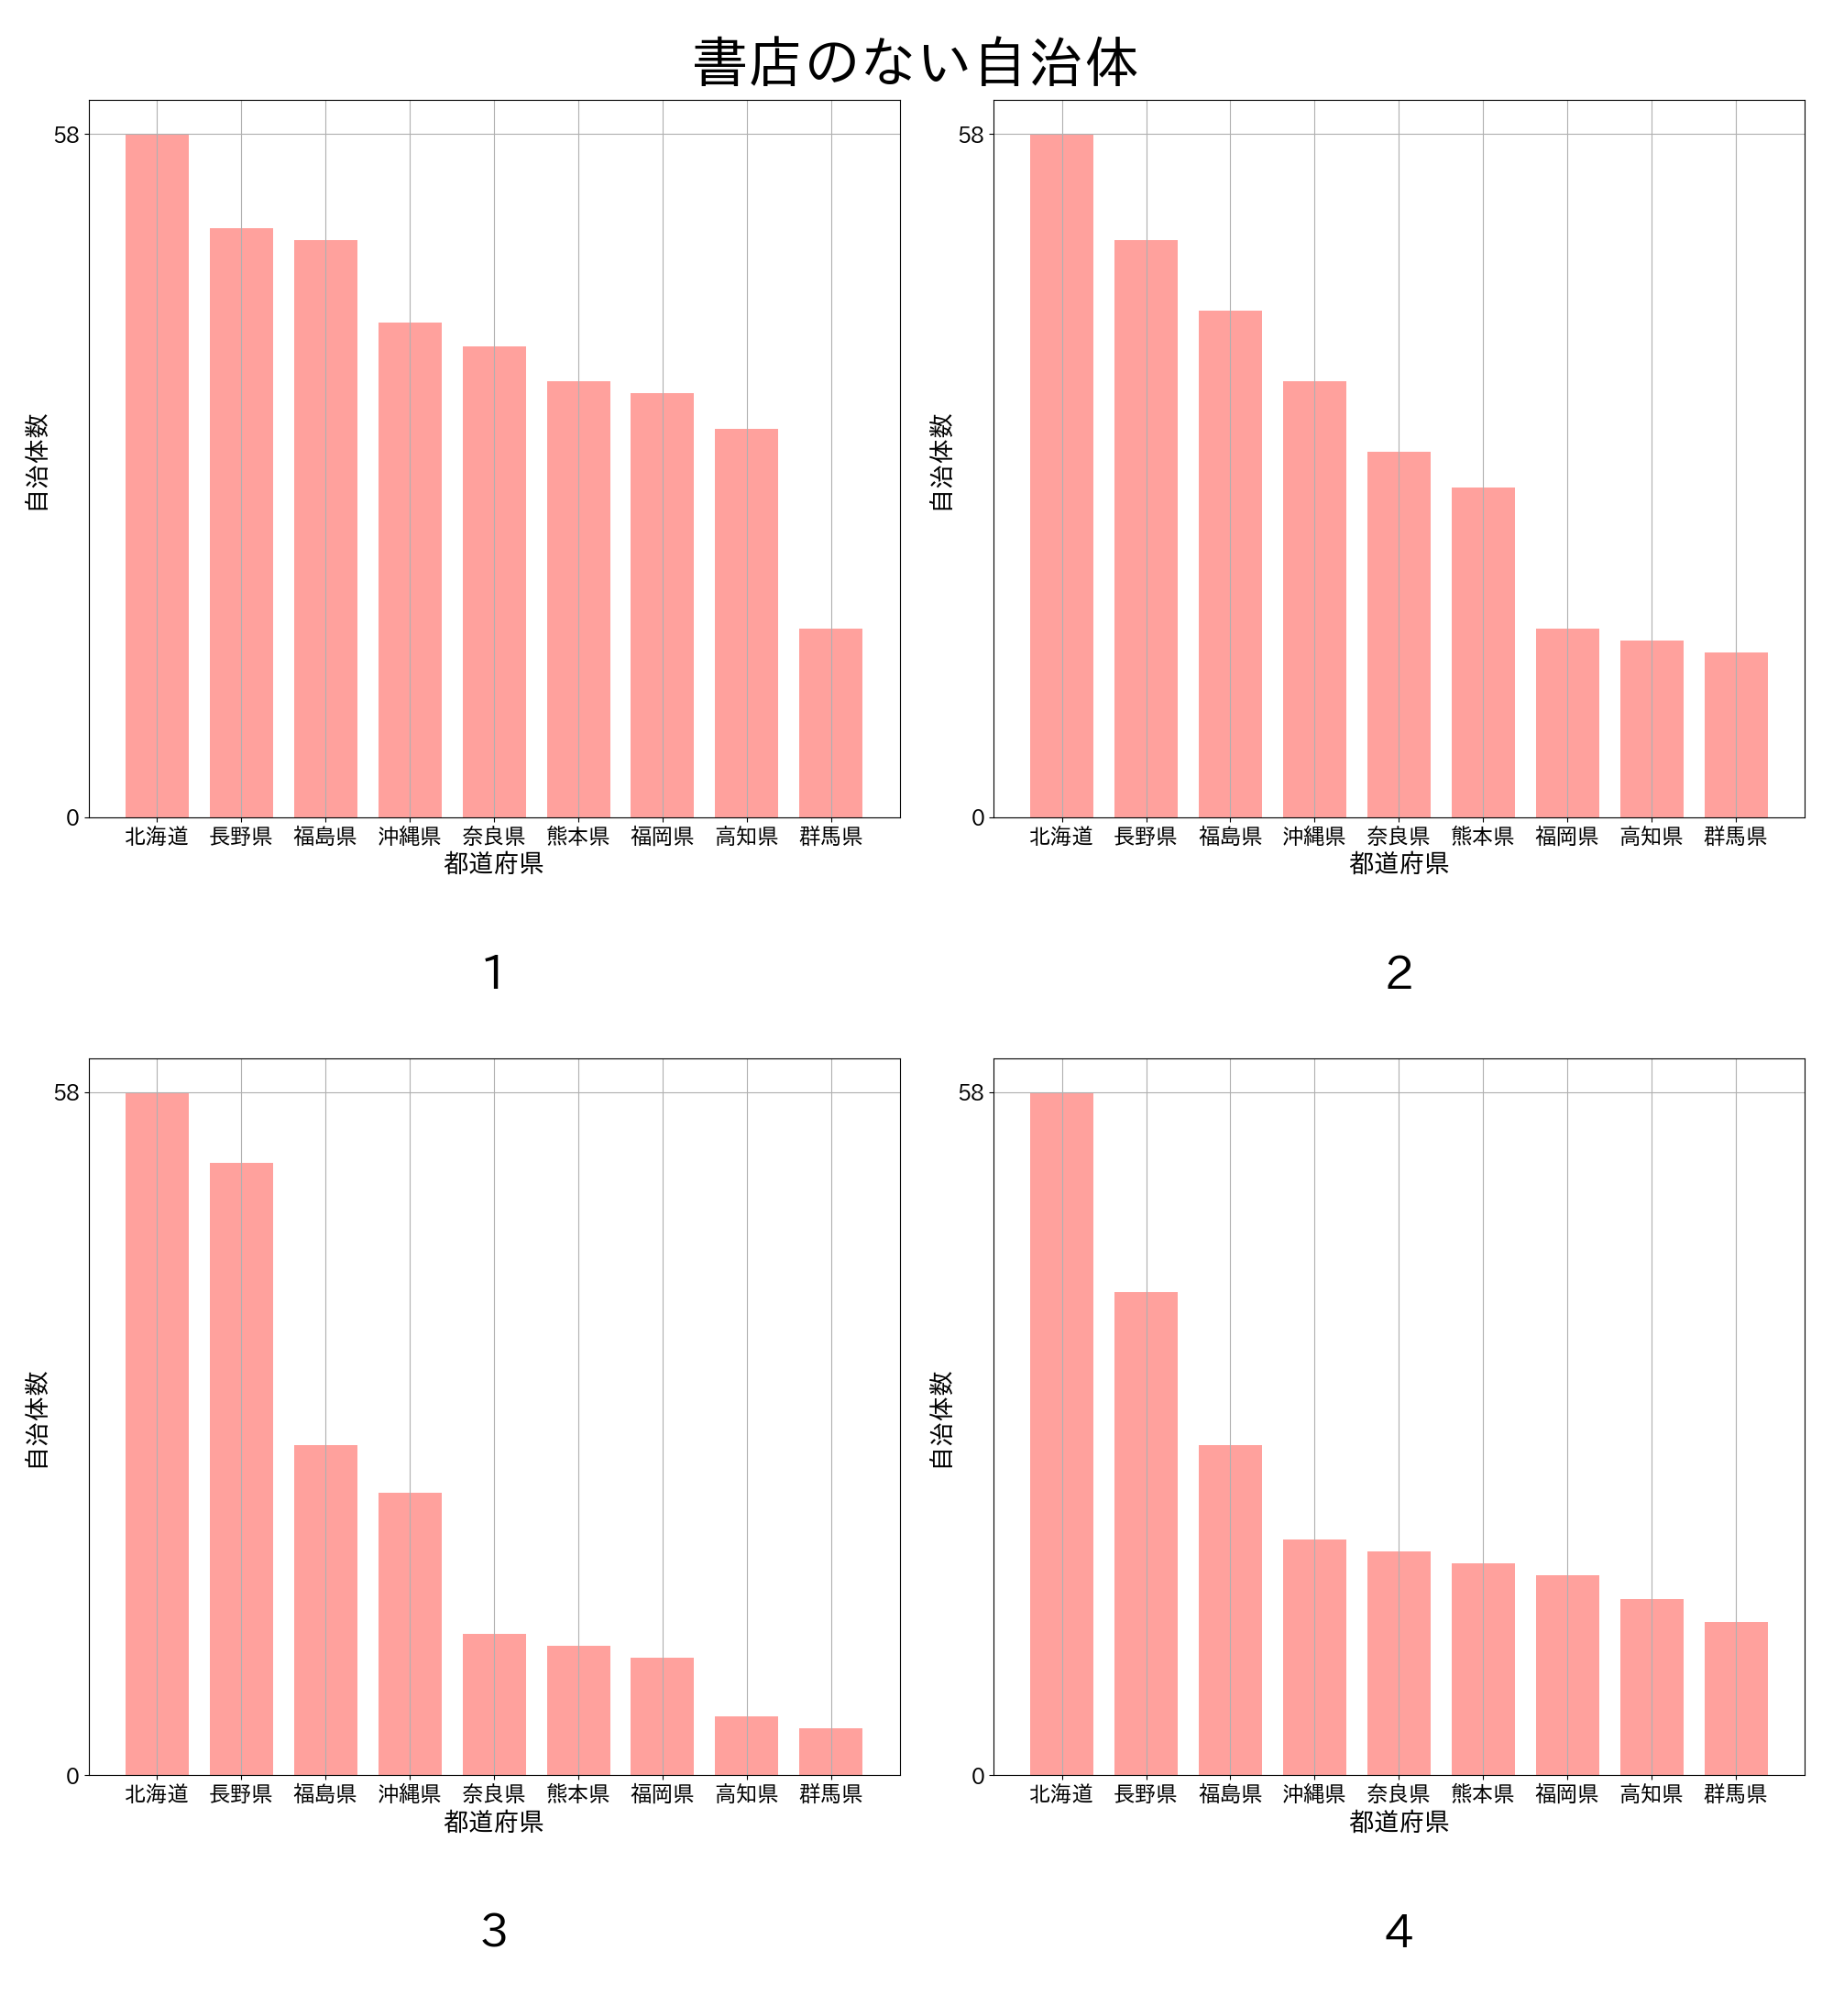 書店のない自治体
58
0
自治体数
北海道 長野県 福島県 沖縄県 奈良県 熊本県 福岡県 高知県 群馬県
都道府県
1
58
0
自治体数
北海道 長野県 福島県 沖縄県 奈良県 熊本県 福岡県 高知県 群馬県
都道府県
2
58
0
自治体数
北海道 長野県 福島県 沖縄県 奈良県 熊本県 福岡県 高知県 群馬県
都道府県
3
58
0
自治体数
北海道 長野県 福島県 沖縄県 奈良県 熊本県 福岡県 高知県 群馬県
都道府県
4